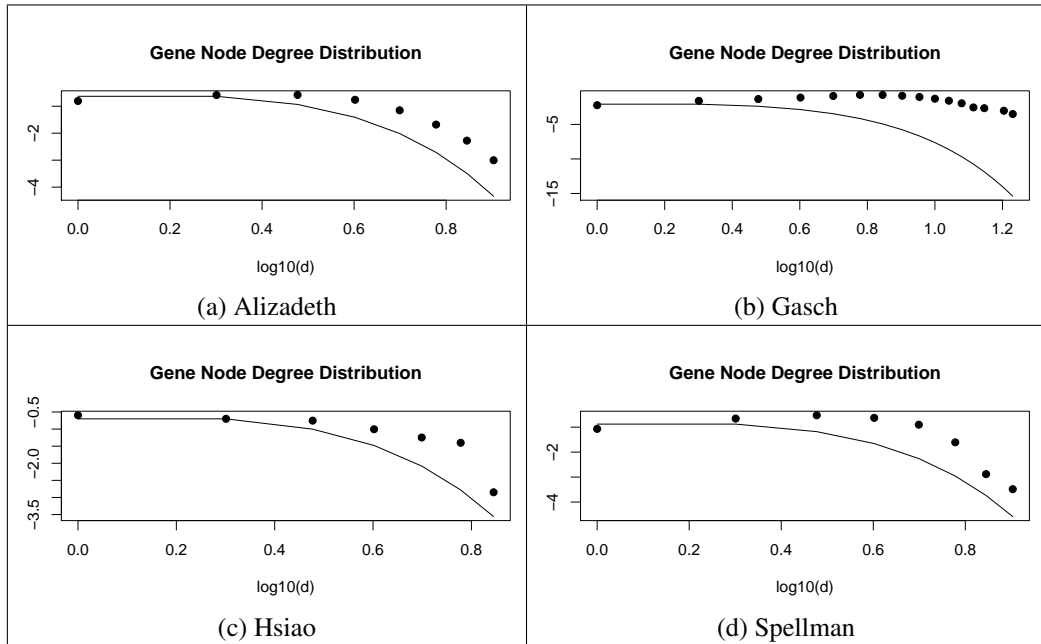 Gene Node Degree Distribution
−2
−4
0.0 0.2 0.4 0.6 0.8
log10(d)
(a) Alizadeth
Gene Node Degree Distribution
−5
−15
0.0 0.2 0.4 0.6 0.8 1.0 1.2
log10(d)
(b) Gasch
Gene Node Degree Distribution
−0.5
−2.0
−3.5
0.0 0.2 0.4 0.6 0.8
log10(d)
(c) Hsiao
Gene Node Degree Distribution
−2
−4
0.0 0.2 0.4 0.6 0.8
log10(d)
(d) Spellman